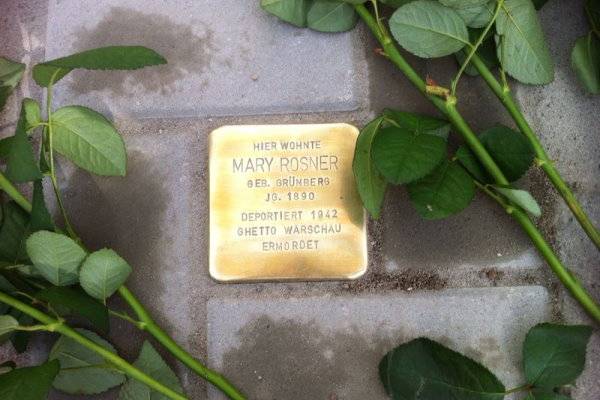 HIER WOHNTE
MARY ROSNER
GEB. GRÜNBERG
JG. 1890
DEPORTIERT 1942
GHETTO WARSCHAU
ERMORDET